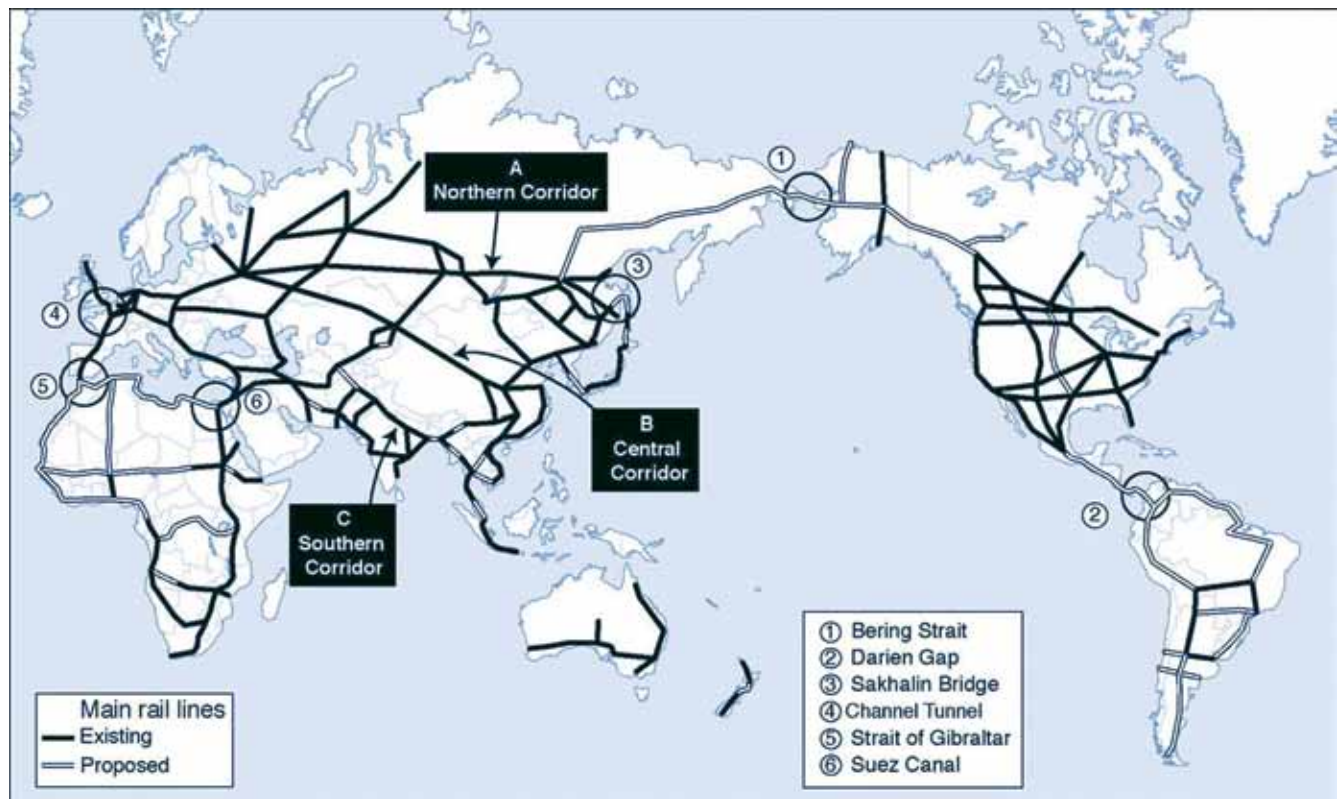 A
Northern Corridor
B
Central
Corridor
C
Southern
Corridor
①
②
③
④
⑤
⑥
Main rail lines
Existing
Proposed
① Bering Strait
② Darien Gap
③ Sakhalin Bridge
④ Channel Tunnel
⑤ Strait of Gibraltar
⑥ Suez Canal